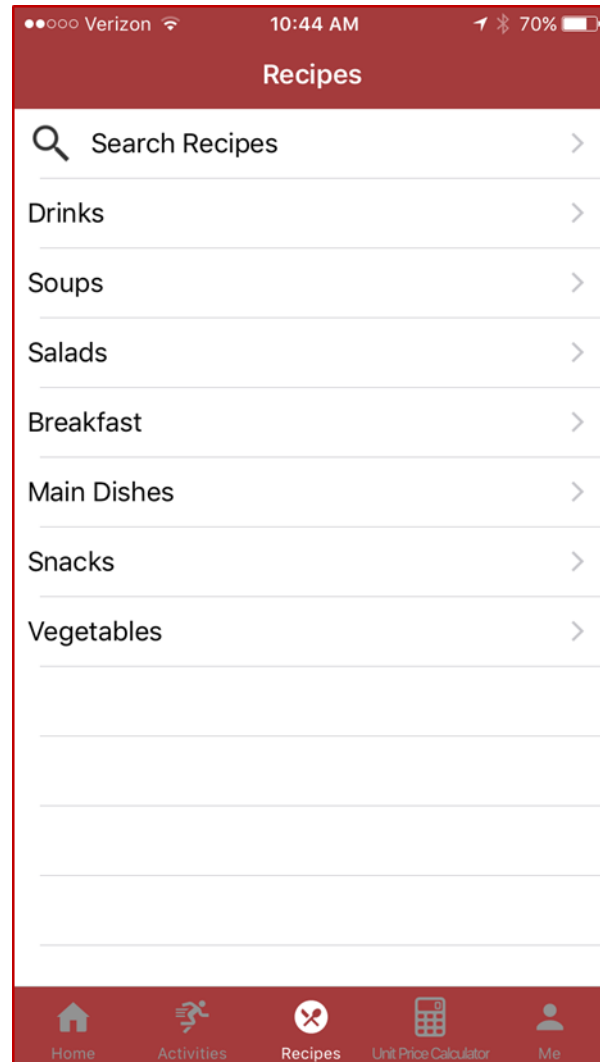 Verizon 10:44 AM 70%
Recipes
Search Recipes
Drinks
Soups
Salads
Breakfast
Main Dishes
Snacks
Vegetables
Home Activities Recipes Unit Price Calculator Me